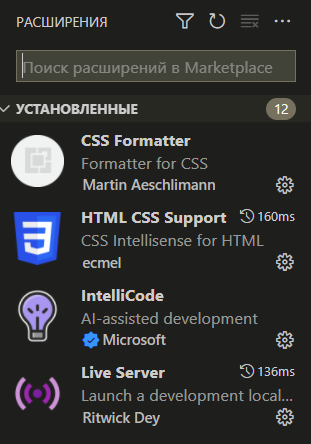 РАСШИРЕНИЯ
Поиск расширений в Marketplace
УСТАНОВЛЕННЫЕ 12
CSS Formatter
Formatter for CSS
Martin Aeschlimann
HTML CSS Support 160ms
CSS Intellisense for HTML
ecmel
IntelliCode
AI-assisted development
Microsoft
Live Server 136ms
Launch a development local...
Ritwick Dey